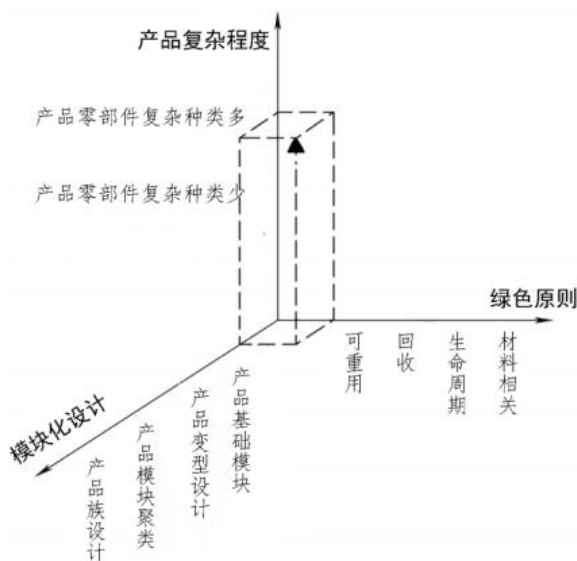 产品复杂程度
产品零部件复杂种类多
产品零部件复杂种类少
绿色原则
可重用
回收
生命周期
材料相关
模块化设计
产品基础模块
产品变型设计
产品模块聚类
产品族设计